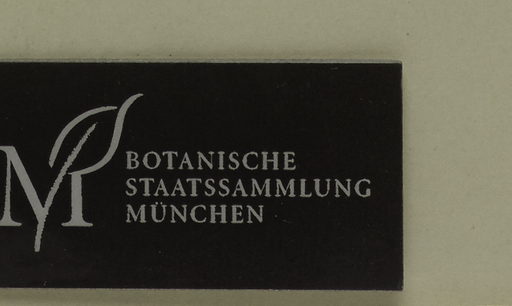 M
BOTANISCHE
STAATSSAMMLUNG
MÜNCHEN